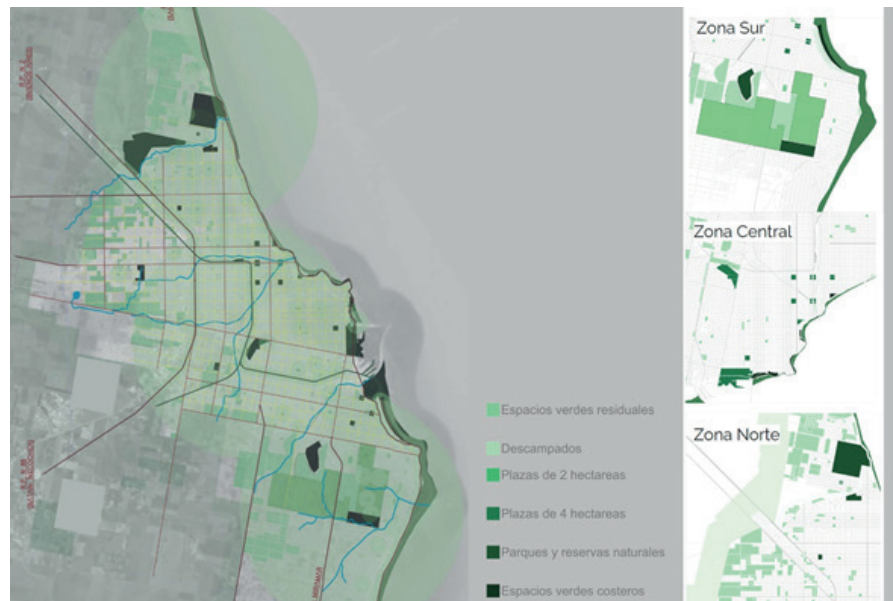 Zona Sur
Zona Central
Zona Norte
Espacios verdes residuales
Descampados
Plazas de 2 hectareas
Plazas de 4 hectareas
Parques y reservas naturales
Espacios verdes costeros
MIRAMAR